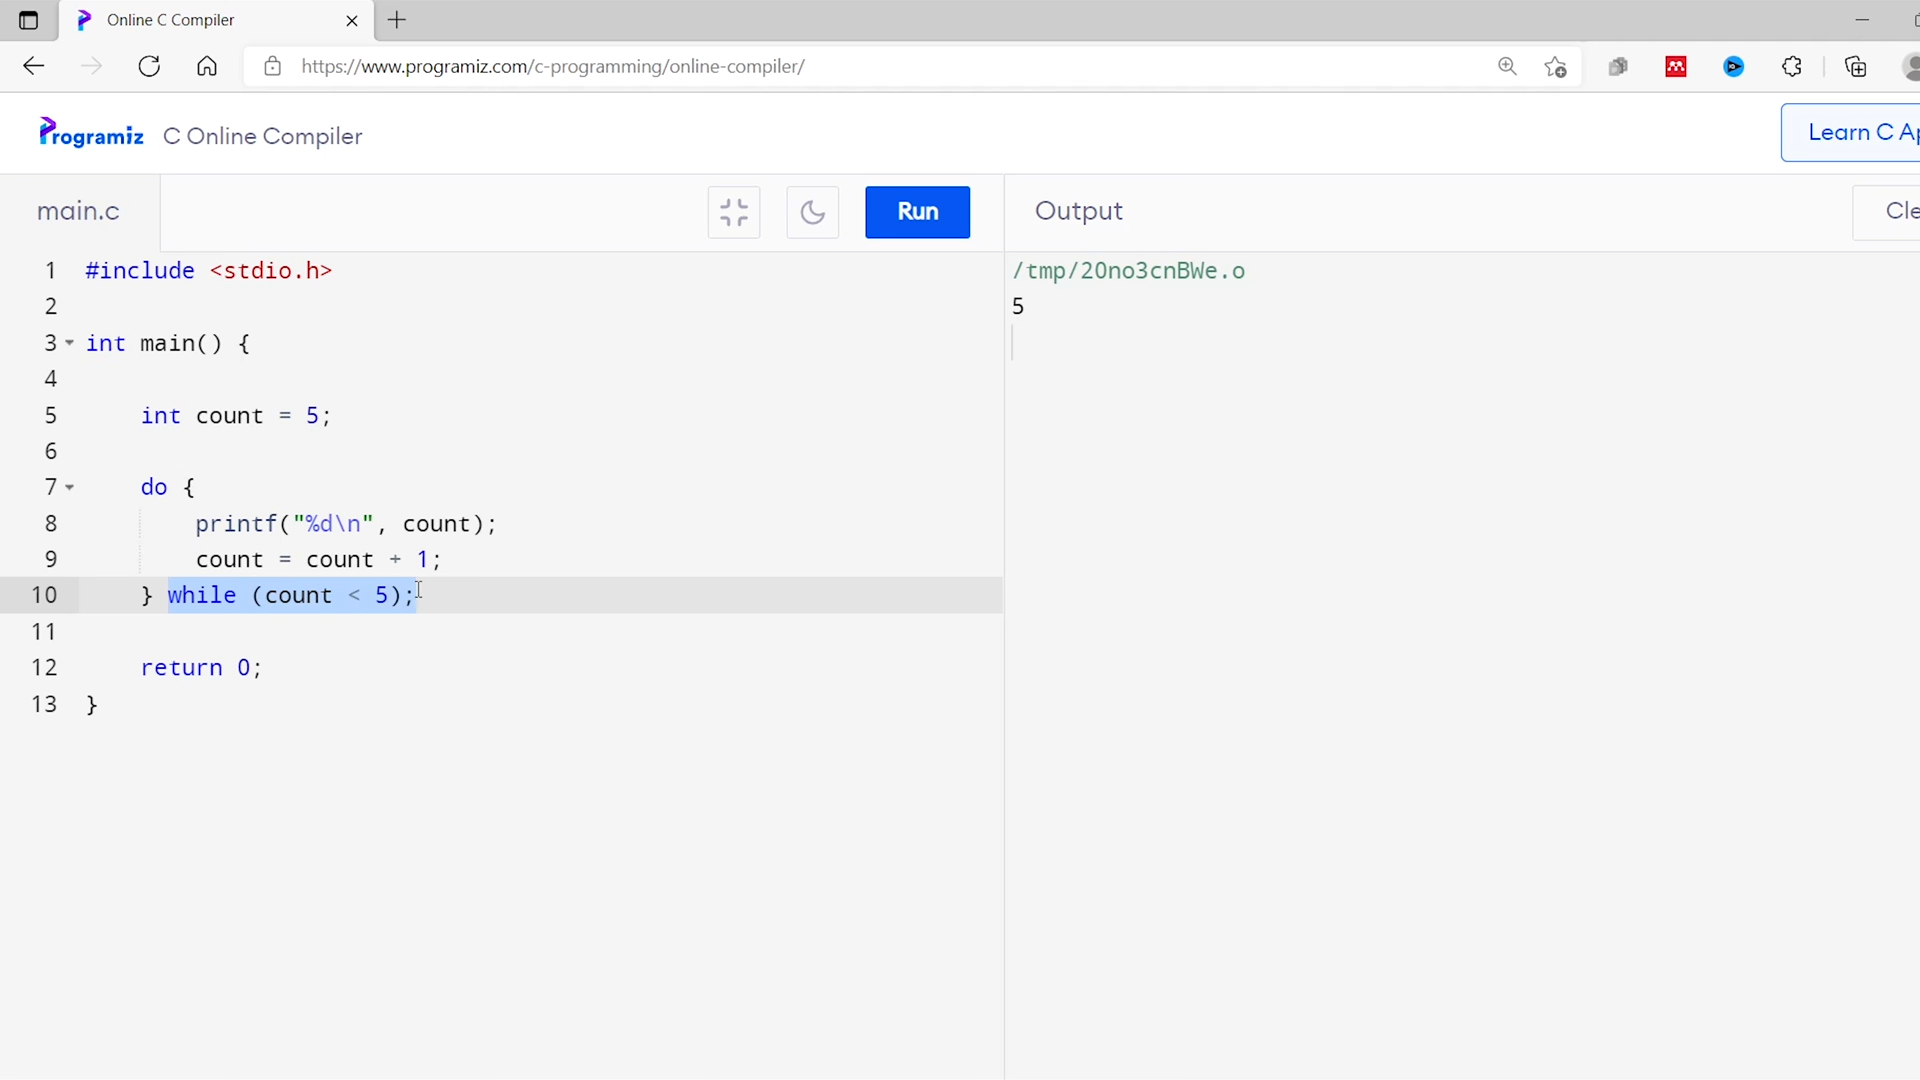 Online C Compiler
https://www.programiz.com/c-programming/online-compiler/
Programiz C Online Compiler
Learn C Ap
main.c
Run
Output
Cle
1 #include <stdio.h>
2
3 int main() {
4
5 int count = 5;
6
7 do {
8 printf("%d\n", count);
9 count = count + 1;
10 } while (count < 5);
11
12 return 0;
13 }
/tmp/20no3cnBWe.o
5